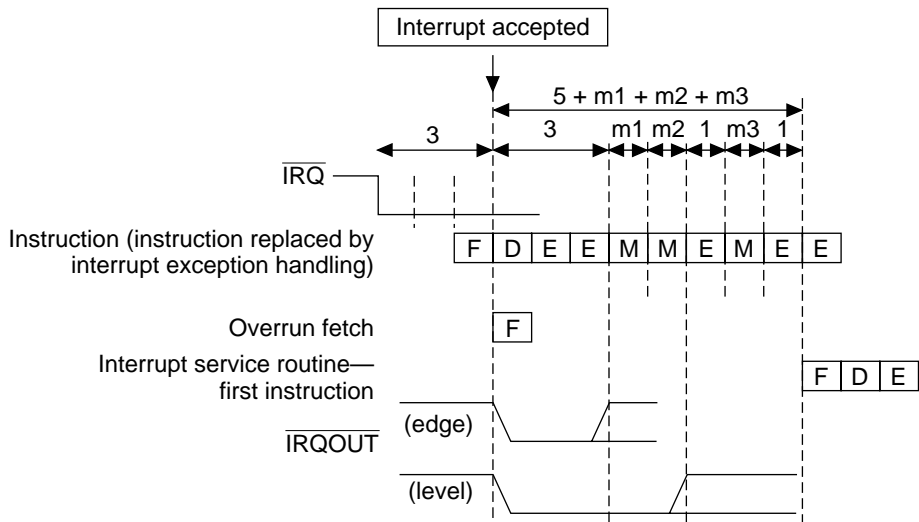 Interrupt accepted
5 + m1 + m2 + m3
3 3 m1 m2 1 m3 1
IRQ
Instruction (instruction replaced by
interrupt exception handling)
F D E E M M E M E E
Overrun fetch
F
Interrupt service routine—
first instruction
F D E
(edge)
IRQOUT
(level)